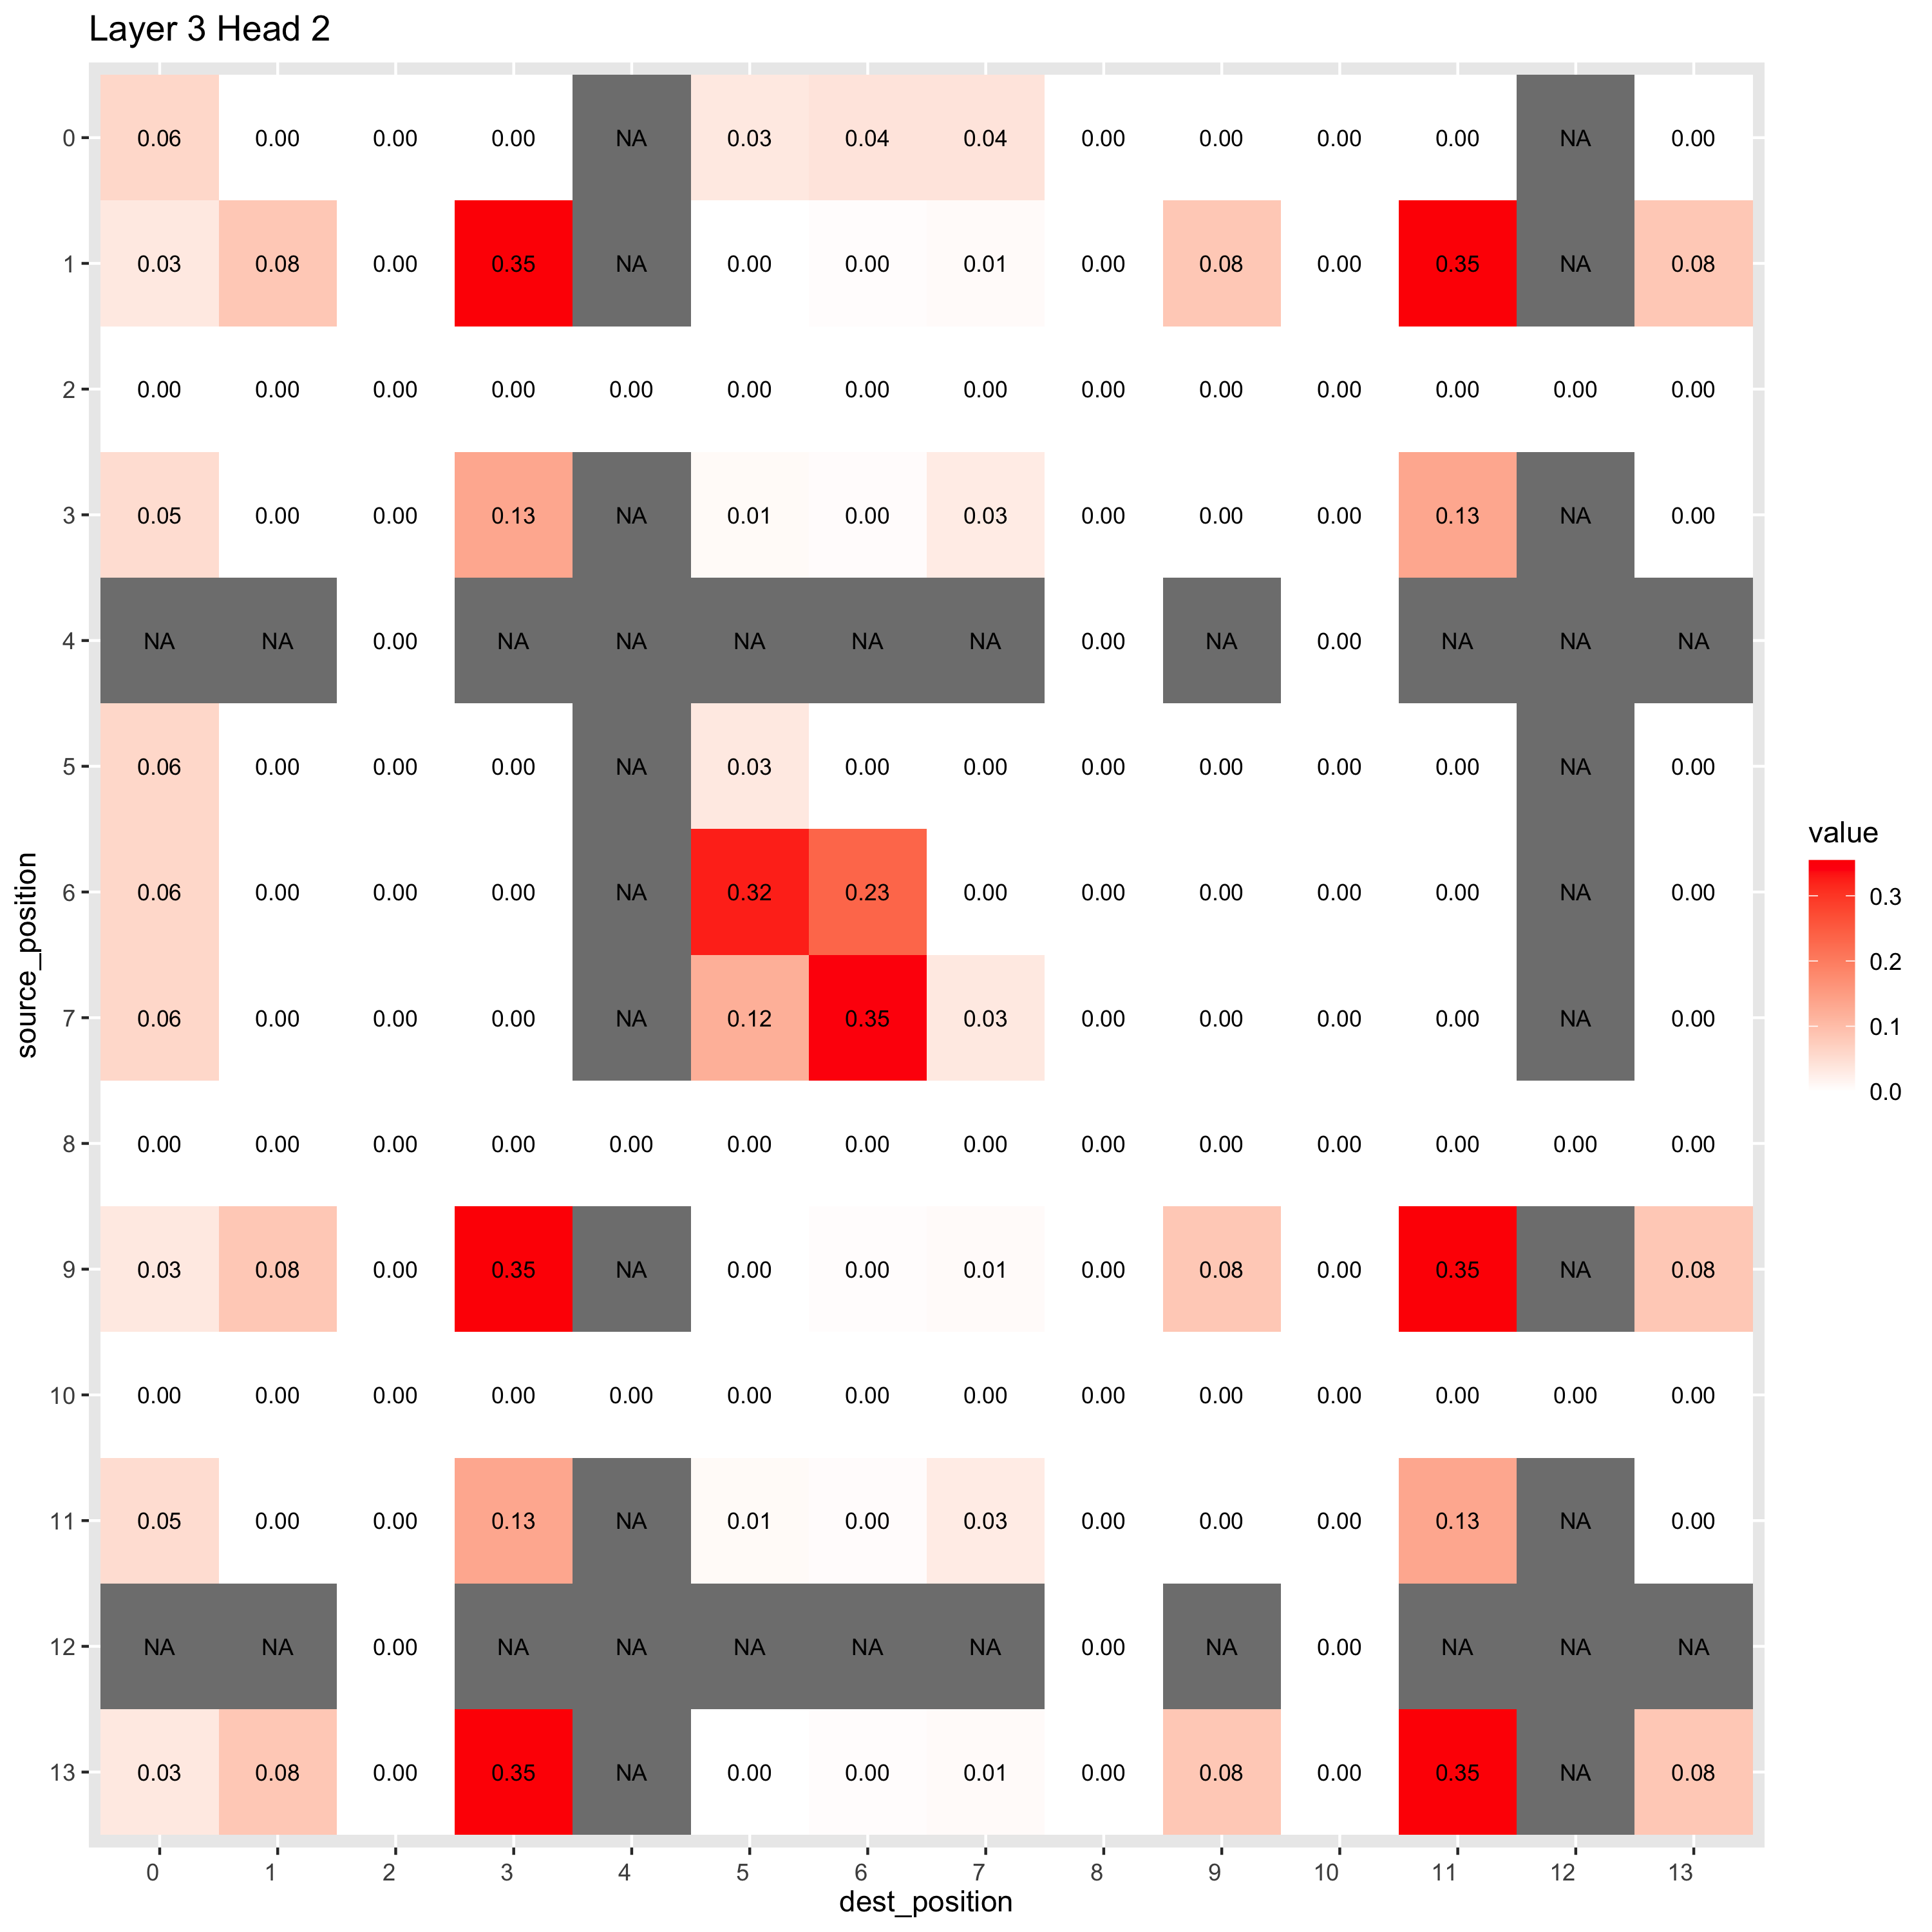 Layer 3 Head 2
0 0.06 0.00 0.00 0.00 NA 0.03 0.04 0.04 0.00 0.00 0.00 0.00 NA 0.00
1 0.03 0.08 0.00 0.35 NA 0.00 0.00 0.01 0.00 0.08 0.00 0.35 NA 0.08
2 0.00 0.00 0.00 0.00 0.00 0.00 0.00 0.00 0.00 0.00 0.00 0.00 0.00 0.00
3 0.05 0.00 0.00 0.13 NA 0.01 0.00 0.03 0.00 0.00 0.00 0.13 NA 0.00
4 NA NA 0.00 NA NA NA NA NA 0.00 NA 0.00 NA NA NA
5 0.06 0.00 0.00 0.00 NA 0.03 0.00 0.00 0.00 0.00 0.00 0.00 NA 0.00
6 0.06 0.00 0.00 0.00 NA 0.32 0.23 0.00 0.00 0.00 0.00 0.00 NA 0.00
7 0.06 0.00 0.00 0.00 NA 0.12 0.35 0.03 0.00 0.00 0.00 0.00 NA 0.00
8 0.00 0.00 0.00 0.00 0.00 0.00 0.00 0.00 0.00 0.00 0.00 0.00 0.00 0.00
9 0.03 0.08 0.00 0.35 NA 0.00 0.00 0.01 0.00 0.08 0.00 0.35 NA 0.08
10 0.00 0.00 0.00 0.00 0.00 0.00 0.00 0.00 0.00 0.00 0.00 0.00 0.00 0.00
11 0.05 0.00 0.00 0.13 NA 0.01 0.00 0.03 0.00 0.00 0.00 0.13 NA 0.00
12 NA NA 0.00 NA NA NA NA NA 0.00 NA 0.00 NA NA NA
13 0.03 0.08 0.00 0.35 NA 0.00 0.00 0.01 0.00 0.08 0.00 0.35 NA 0.08
0 1 2 3 4 5 6 7 8 9 10 11 12 13
dest_position
source_position
value
0.3
0.2
0.1
0.0